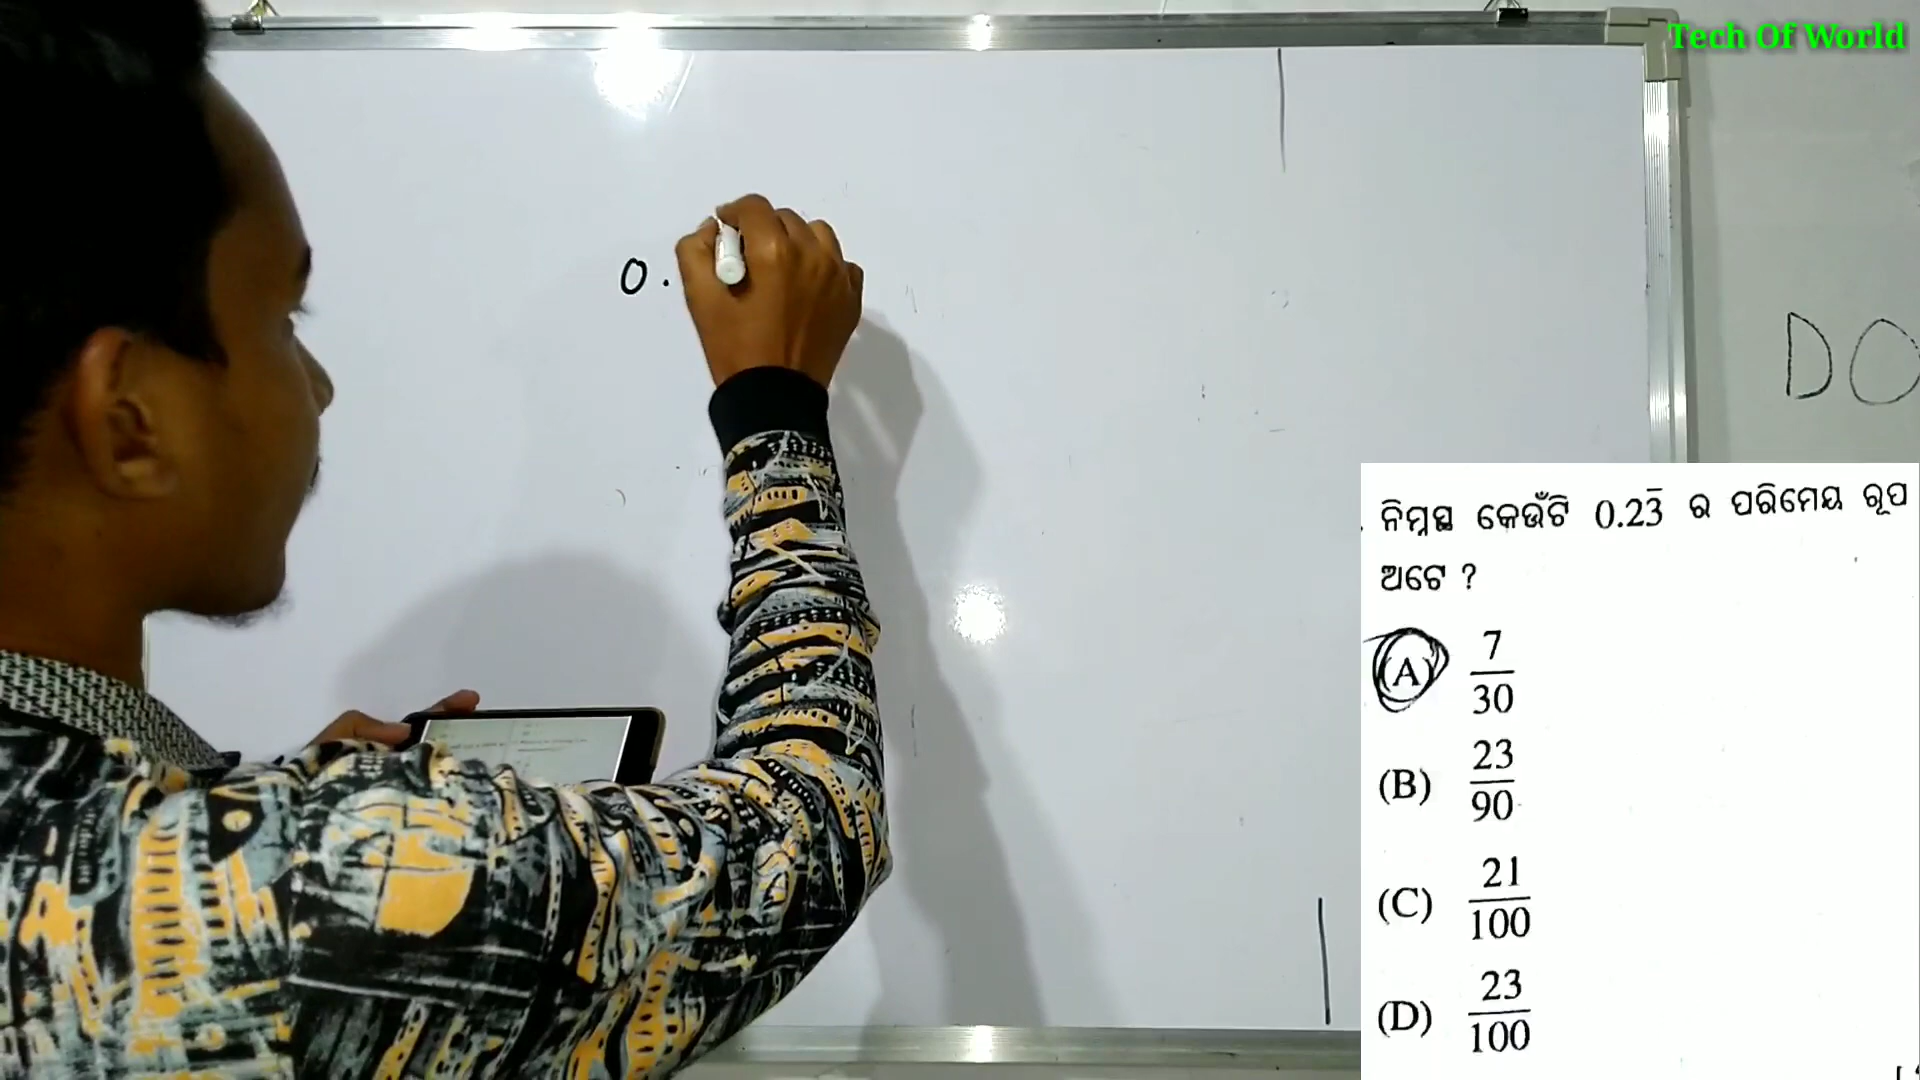 Tech Of World
0.
DO
ନିମ୍ନସ୍ଥ କେଉଁଟି 0.23̄ ର ପରିମେୟ ରୂପ
ଅଟେ ?
(A) 7/30
(B) 23/90
(C) 21/100
(D) 23/100